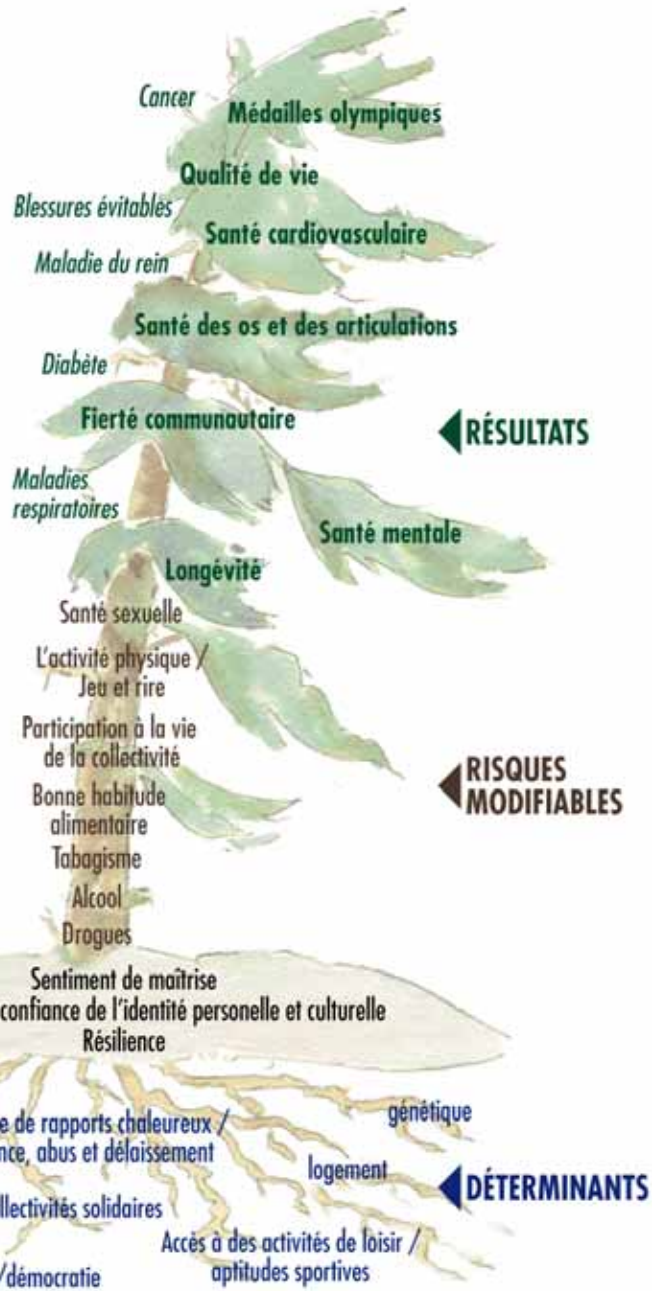 Cancer
Médailles olympiques
Qualité de vie
Blessures évitables
Santé cardiovasculaire
Maladie du rein
Santé des os et des articulations
Diabète
Fierté communautaire
RÉSULTATS
Maladies
respiratoires
Santé mentale
Longévité
Santé sexuelle
L'activité physique /
Jeu et rire
Participation à la vie
de la collectivité
RISQUES
MODIFIABLES
Bonne habitude
alimentaire
Tabagisme
Alcool
Drogues
Sentiment de maîtrise
confiance de l'identité personelle et culturelle
Résilience
de rapports chaleureux /
génétique
abus et délaissement
logement
DÉTERMINANTS
solidaires
Accès à des activités de loisir /
aptitudes sportives
/démocratie